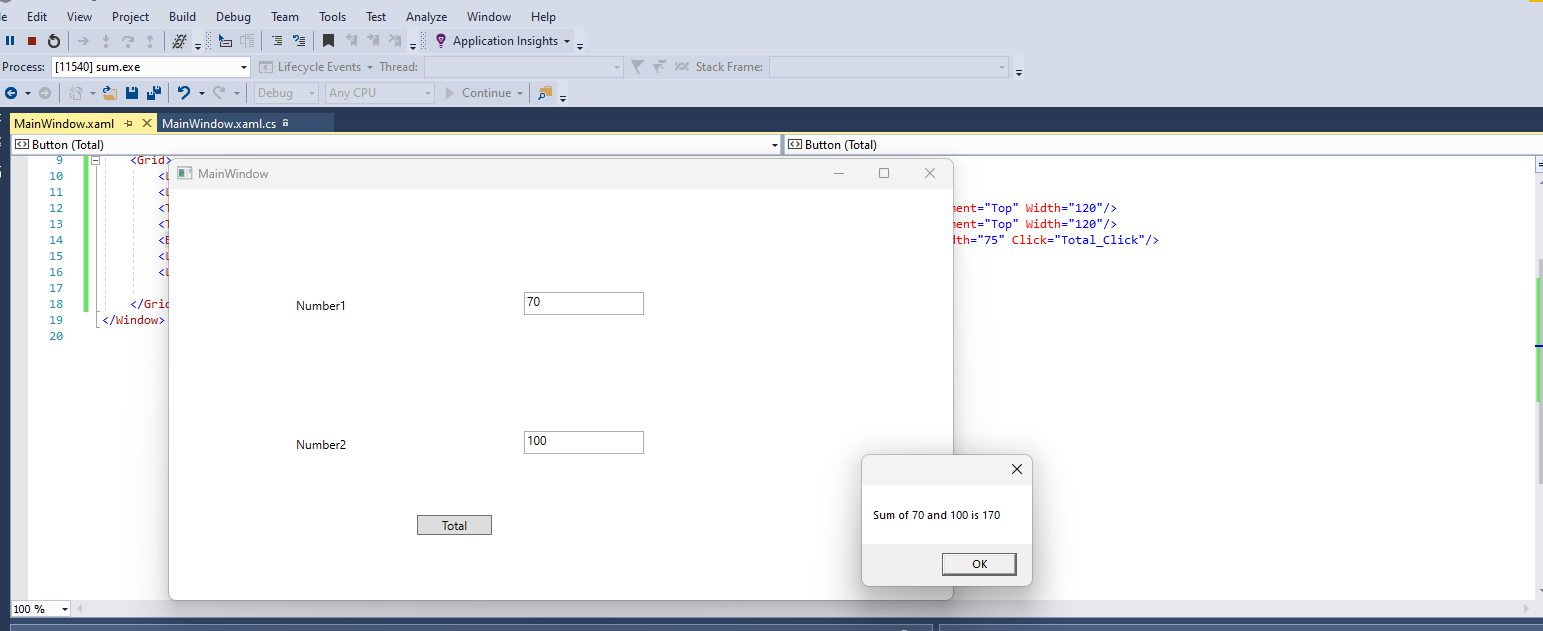 e Edit View Project Build Debug Team Tools Test Analyze Window Help
Application Insights
Process: [11540] sum.exe Lifecycle Events Thread: Stack Frame:
Debug Any CPU Continue
MainWindow.xaml MainWindow.xaml.cs
Button (Total) Button (Total)
9 <Grid>
MainWindow
10 <L
11 <L
12 <T ment="Top" Width="120"/>
13 <T ment="Top" Width="120"/>
14 <B dth="75" Click="Total_Click"/>
15 <L
16 <L
17
18 </Grid
19 </Window>
20
Number1 70
Number2 100
Total
Sum of 70 and 100 is 170
OK
100 %